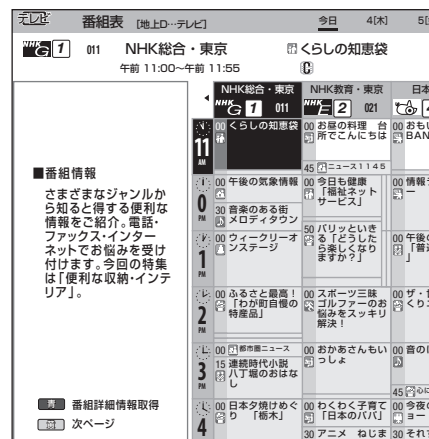 テレビ 番組表 [地上D…テレビ] 今日 4[木] 5[
NHK G 1 011 NHK総合・東京 くらしの知恵袋
午前 11:00~午前 11:55
■番組情報
さまざまなジャンルか
ら知ると得する便利な
情報をご紹介。電話・
ファックス・インター
ネットでお悩みを受け
付けます。今回の特集
は「便利な収納・インテ
リア」。
青 番組詳細情報取得
次ページ
NHK総合・東京
NHK G 1 011
11 AM
00 くらしの知恵袋
0 PM
00 午後の気象情報
30 音楽のある街
メロディタウン
1 PM
00 ウィークリーオ
ンステージ
2 PM
00 ふるさと最高!
「わが町自慢の
特産品」
3 PM
00 都市圏ニュース
15 連続時代小説
八丁堀のおはな
し
4
00 日本夕焼けめぐ
り「栃木」
NHK教育・東京
NHK E 2 021
00 お昼の料理 台
所でこんにちは
45 ニュース1145
00 今日も健康
「福祉ネット
サービス」
50 バリッといき
る「どうした
ら楽しくなり
ますか?」
00 スポーツ三昧
ゴルファーのお
悩みをスッキリ
解決!
00 おかあさんもい
っしょ
00 わくわく子育て
「日本のパパ」
30 アニメ ねじま
日本
4
00 おもい
BAN
00 情報
ー
00 午後の
「普
」
00 ザ・
くり
00 音の
45 心に
00 今夜の
ョー
30 それす